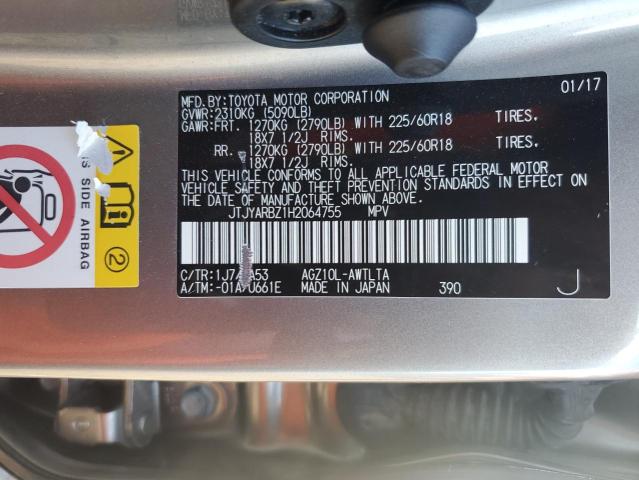 MFD. BY: TOYOTA MOTOR CORPORATION 01/17
GVWR: 2310KG (5090LB)
GAWR: FRT. 1270KG (2790LB) WITH 225/60R18 TIRES,
18X7 1/2J RIMS.
RR. 1270KG (2790LB) WITH 225/60R18 TIRES,
18X7 1/2J RIMS.
THIS VEHICLE CONFORMS TO ALL APPLICABLE FEDERAL MOTOR
VEHICLE SAFETY AND THEFT PREVENTION STANDARDS IN EFFECT ON
THE DATE OF MANUFACTURE SHOWN ABOVE.
JTJYARBZ1H2064755 MPV
C/TR: AGZ10L-AWTLTA
A/TM: MADE IN JAPAN 390 J
SIDE AIRBAG
2